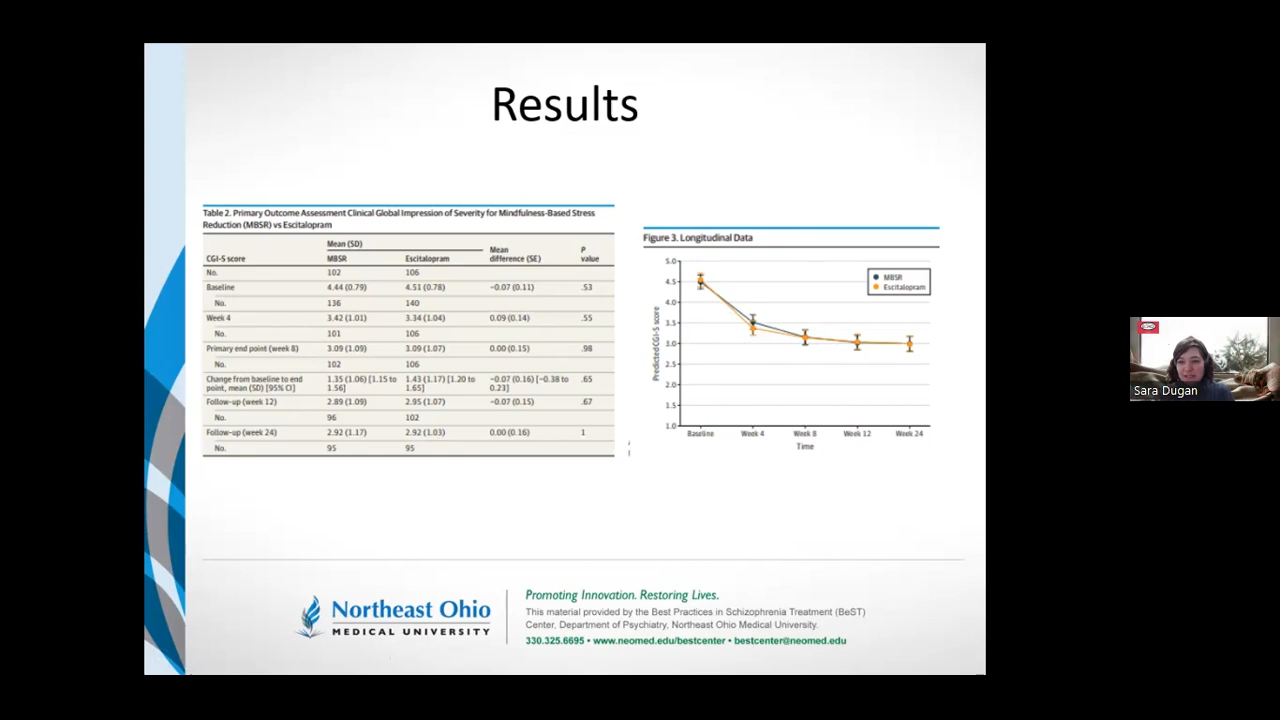 Results
Table 2. Primary Outcome Assessment Clinical Global Impression of Severity for Mindfulness-Based Stress
Reduction (MBSR) vs Escitalopram
Mean (SD)
CGI-S score MBSR Escitalopram Mean difference (SE) P value
No. 102 106
Baseline 4.44 (0.79) 4.51 (0.78) −0.07 (0.11) .53
No. 136 140
Week 4 3.42 (1.01) 3.34 (1.04) 0.09 (0.14) .55
No. 101 106
Primary end point (week 8) 3.09 (1.09) 3.09 (1.07) 0.00 (0.15) .98
No. 102 106
Change from baseline to end 1.35 (1.06) [1.15 to 1.43 (1.17) [1.20 to −0.07 (0.16) [−0.38 to .65
point, mean (SD) [95% CI] 1.56] 1.65] 0.23]
Follow-up (week 12) 2.89 (1.09) 2.95 (1.07) −0.07 (0.15) .67
No. 96 102
Follow-up (week 24) 2.92 (1.17) 2.92 (1.03) 0.00 (0.16) 1
No. 95 95
Figure 3. Longitudinal Data
Predicted CGI-S score
5.0
4.5
4.0
3.5
3.0
2.5
2.0
1.5
1.0
MBSR
Escitalopram
Baseline Week 4 Week 8 Week 12 Week 24
Time
Sara Dugan
Northeast Ohio
MEDICAL UNIVERSITY
Promoting Innovation. Restoring Lives.
This material provided by the Best Practices in Schizophrenia Treatment (BeST)
Center, Department of Psychiatry, Northeast Ohio Medical University.
330.325.6695 • www.neomed.edu/bestcenter • bestcenter@neomed.edu